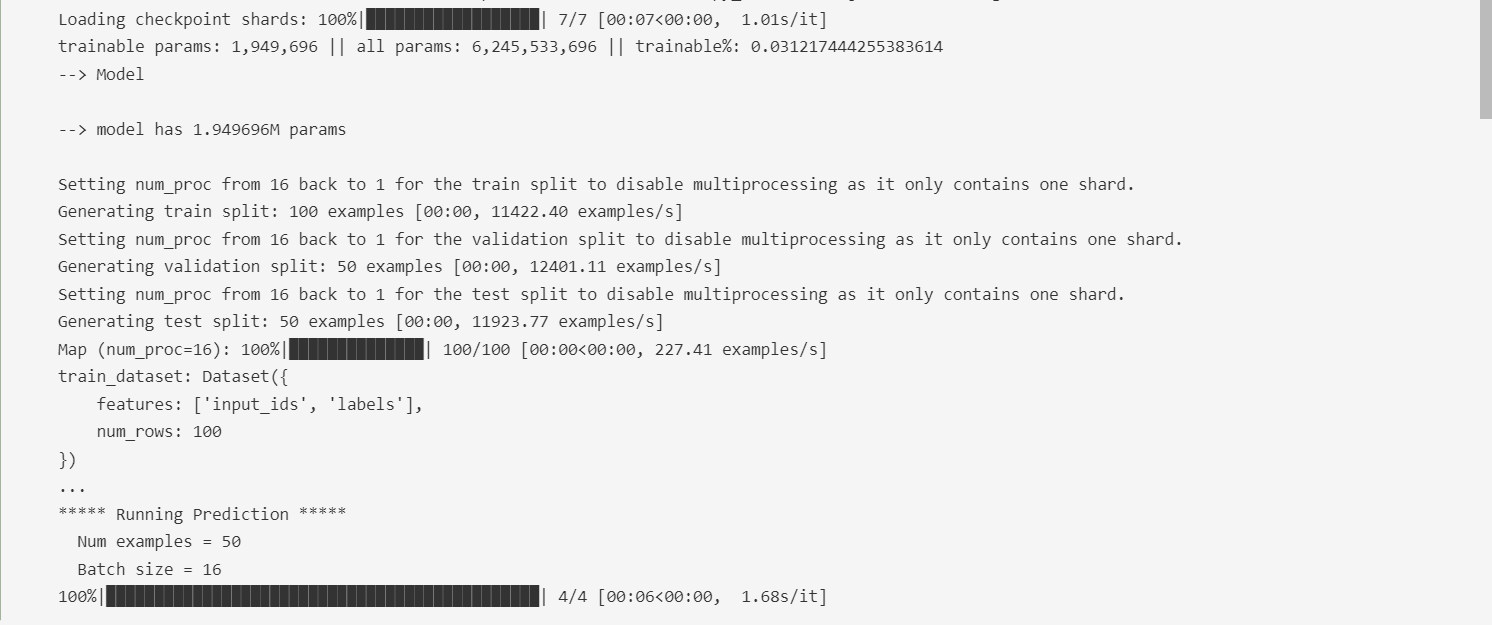 Loading checkpoint shards: 100%|██████████████████| 7/7 [00:07<00:00,  1.01s/it]
trainable params: 1,949,696 || all params: 6,245,533,696 || trainable%: 0.031217444255383614
--> Model
--> model has 1.949696M params
Setting num_proc from 16 back to 1 for the train split to disable multiprocessing as it only contains one shard.
Generating train split: 100 examples [00:00, 11422.40 examples/s]
Setting num_proc from 16 back to 1 for the validation split to disable multiprocessing as it only contains one shard.
Generating validation split: 50 examples [00:00, 12401.11 examples/s]
Setting num_proc from 16 back to 1 for the test split to disable multiprocessing as it only contains one shard.
Generating test split: 50 examples [00:00, 11923.77 examples/s]
Map (num_proc=16): 100%|██████████████| 100/100 [00:00<00:00, 227.41 examples/s]
train_dataset: Dataset({
    features: ['input_ids', 'labels'],
    num_rows: 100
})
...
***** Running Prediction *****
  Num examples = 50
  Batch size = 16
100%|█████████████████████████████████████████████| 4/4 [00:06<00:00,  1.68s/it]